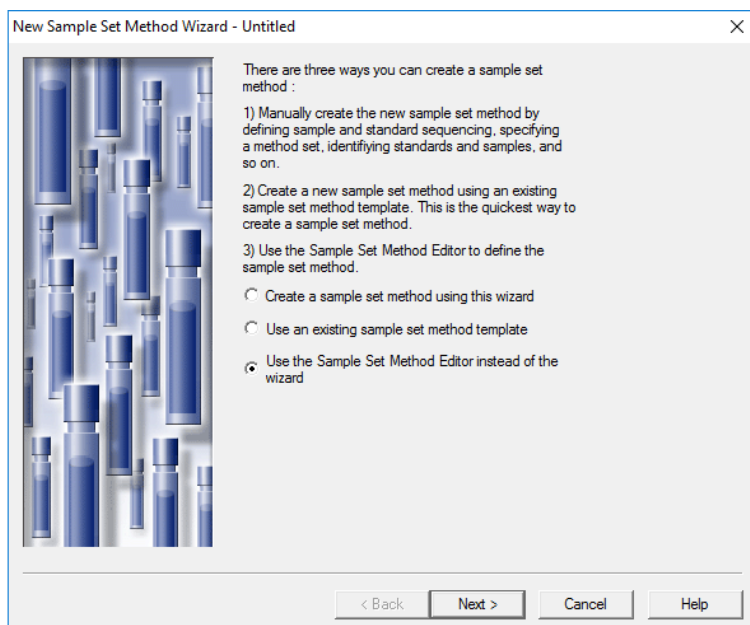 New Sample Set Method Wizard - Untitled
There are three ways you can create a sample set
method :
1) Manually create the new sample set method by
defining sample and standard sequencing, specifying
a method set, identifiying standards and samples, and
so on.
2) Create a new sample set method using an existing
sample set method template. This is the quickest way to
create a sample set method.
3) Use the Sample Set Method Editor to define the
sample set method.
Create a sample set method using this wizard
Use an existing sample set method template
Use the Sample Set Method Editor instead of the
wizard
< Back
Next >
Cancel
Help